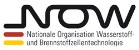 NOW
Nationale Organisation Wasserstoff-
und Brennstoffzellentechnologie